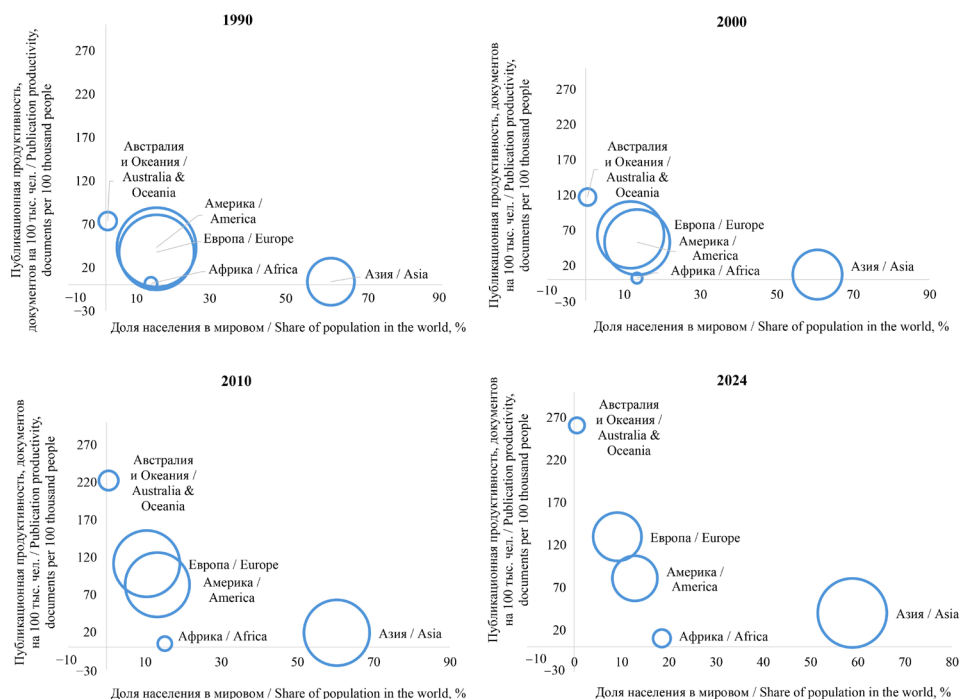 1990
Публикационная продуктивность,
документов на 100 тыс. чел. / Publication productivity,
documents per 100 thousand people
270
220
170
120
70
20
−30
−10
10
30
50
70
90
Австралия
и Океания /
Australia &
Oceania
Америка /
America
Европа / Europe
Африка / Africa
Азия / Asia
Доля населения в мировом / Share of population in the world, %
2000
Публикационная продуктивность, документов
на 100 тыс. чел. / Publication productivity,
documents per 100 thousand people
270
220
170
120
70
20
−30
−10
10
30
50
70
90
Австралия
и Океания /
Australia &
Oceania
Европа / Europe
Америка /
America
Африка / Africa
Азия / Asia
Доля населения в мировом / Share of population in the world, %
2010
Публикационная продуктивность, документов
на 100 тыс. чел. / Publication productivity,
documents per 100 thousand people
270
220
170
120
70
20
−30
−10
10
30
50
70
90
Австралия
и Океания /
Australia &
Oceania
Европа / Europe
Америка /
America
Африка / Africa
Азия / Asia
Доля населения в мировом / Share of population in the world, %
2024
Публикационная продуктивность, документов
на 100 тыс. чел. / Publication productivity,
documents per 100 thousand people
270
220
170
120
70
20
−30
−10
0
10
20
30
40
50
60
70
80
Австралия
и Океания /
Australia &
Oceania
Европа / Europe
Америка /
America
Африка / Africa
Азия / Asia
Доля населения в мировом / Share of population in the world, %